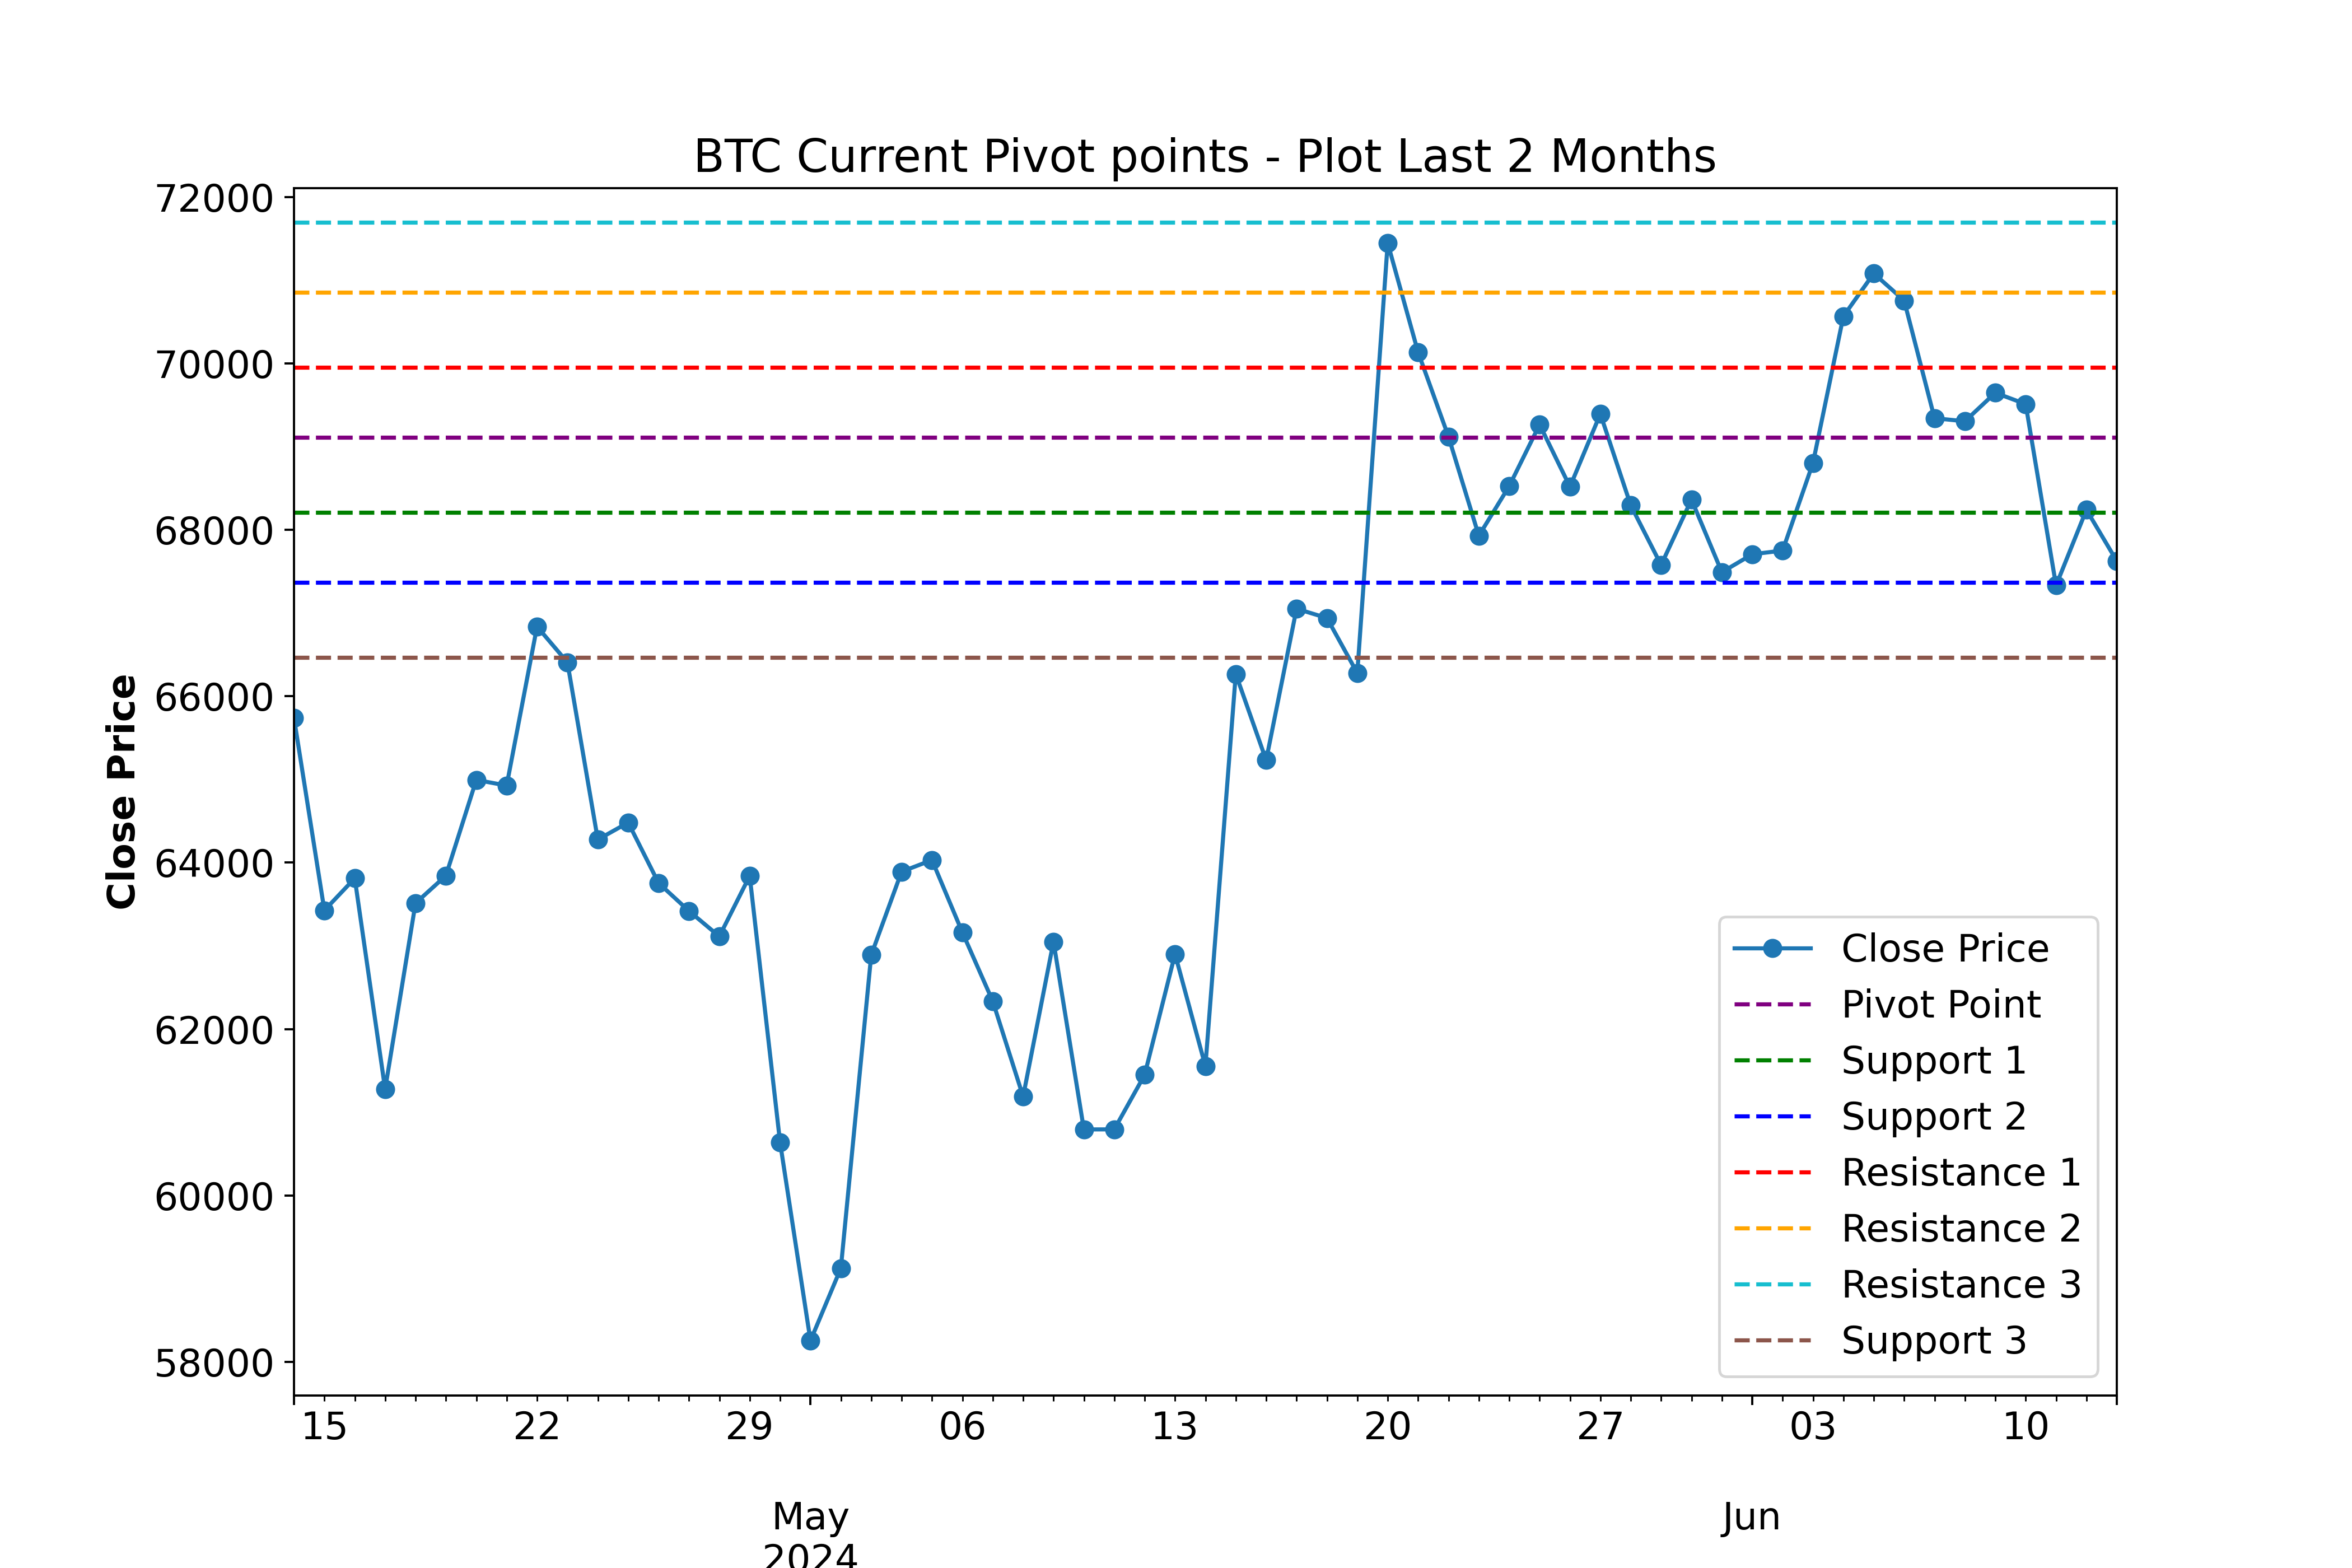 BTC Current Pivot points - Plot Last 2 Months
72000
70000
68000
66000
64000
62000
60000
58000
Close Price
Close Price
Pivot Point
Support 1
Support 2
Resistance 1
Resistance 2
Resistance 3
Support 3
15 22 29 06 13 20 27 03 10
May Jun
2024